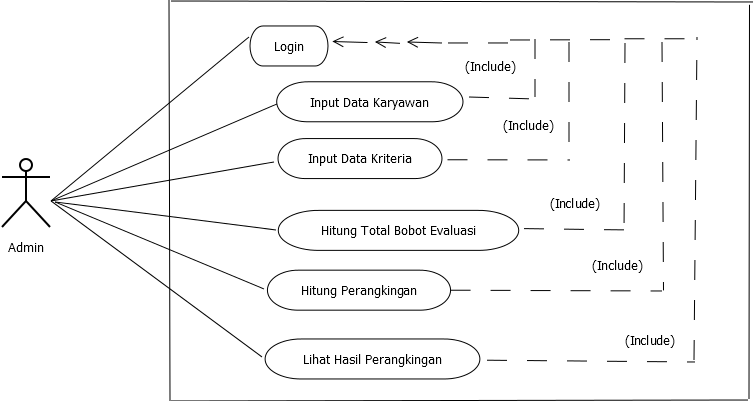 Login
(Include)
Input Data Karyawan
(Include)
Input Data Kriteria
Admin
(Include)
Hitung Total Bobot Evaluasi
(Include)
Hitung Perangkingan
(Include)
Lihat Hasil Perangkingan